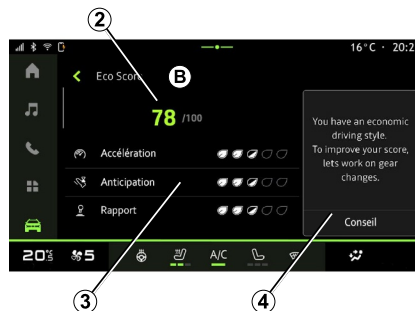 2
16°C · 20:2
Eco Score
B
78 /100
Accélération
Anticipation
Rapport
You have an economic
driving style.
To improve your score,
lets work on gear
changes.
Conseil
20°5 5 A/C
3
4